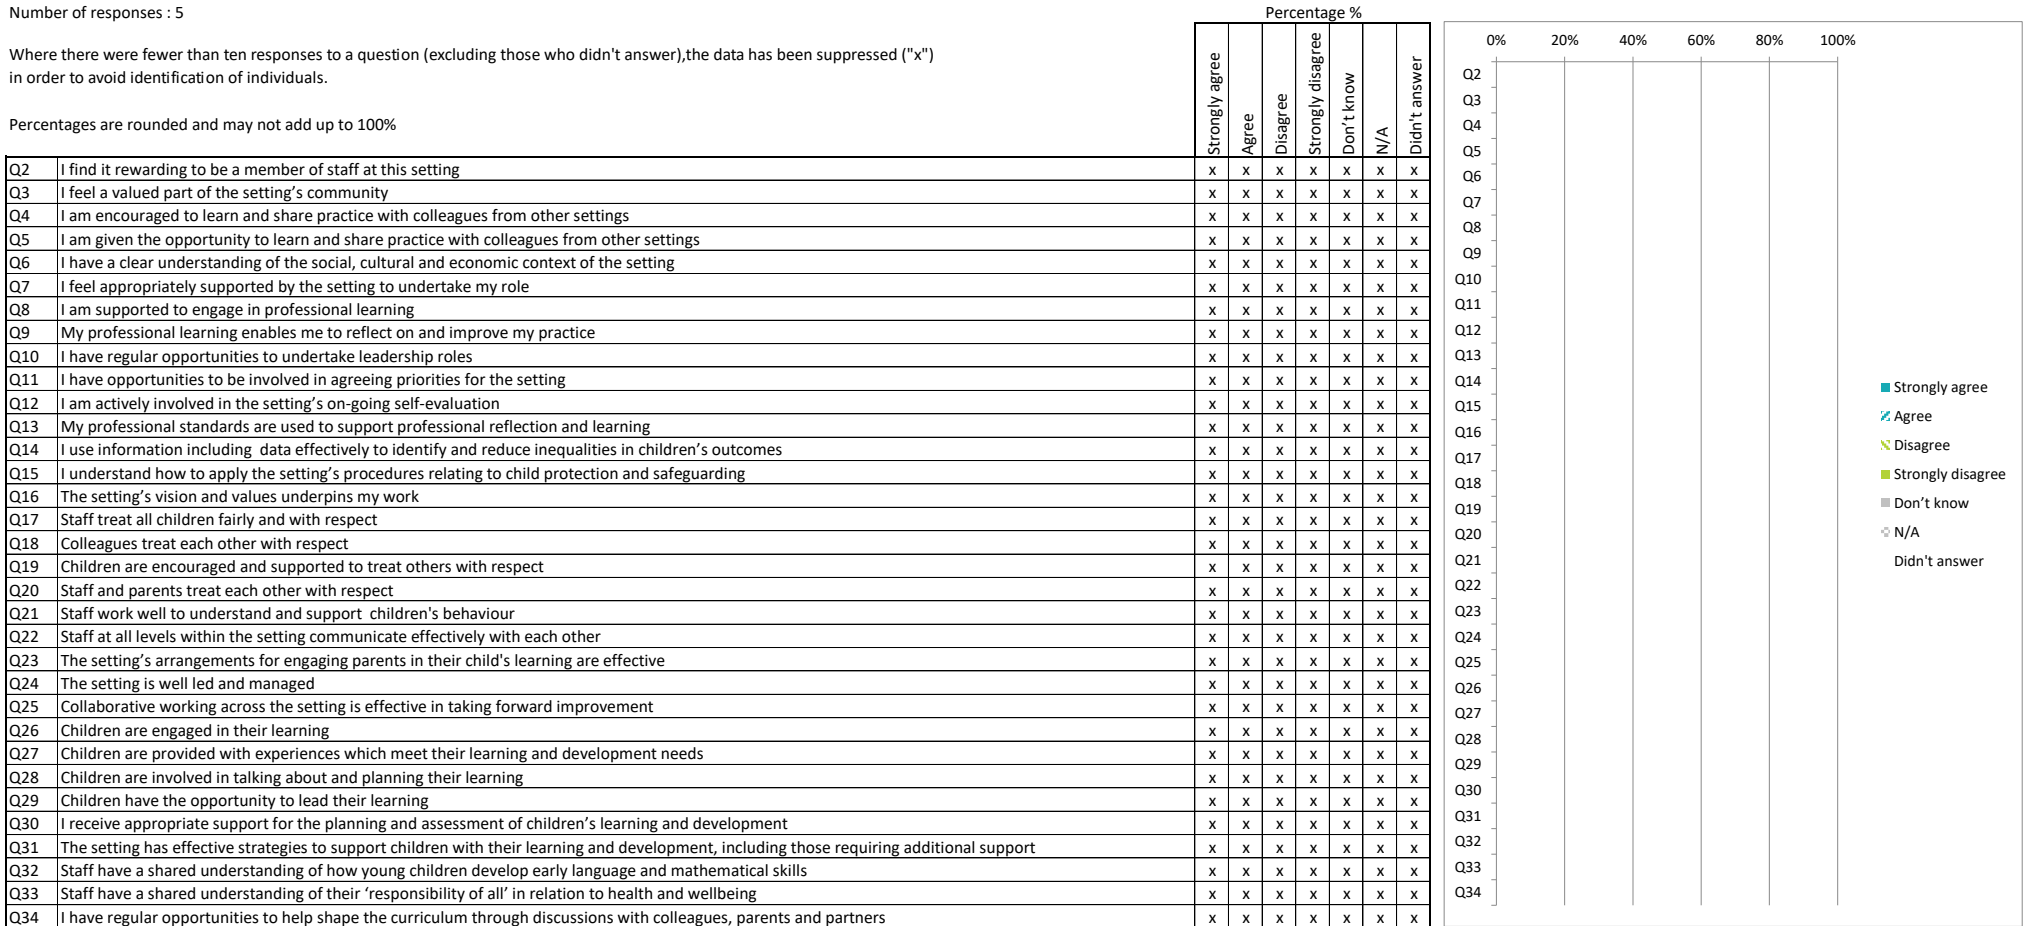 Number of responses : 5
Percentage %
Where there were fewer than ten responses to a question (excluding those who didn't answer),the data has been suppressed ("x")
in order to avoid identification of individuals.
Percentages are rounded and may not add up to 100%
Strongly agree
Agree
Disagree
Strongly disagree
Don't know
N/A
Didn't answer
Q2 I find it rewarding to be a member of staff at this setting x x x x x x x
Q3 I feel a valued part of the setting's community x x x x x x x
Q4 I am encouraged to learn and share practice with colleagues from other settings x x x x x x x
Q5 I am given the opportunity to learn and share practice with colleagues from other settings x x x x x x x
Q6 I have a clear understanding of the social, cultural and economic context of the setting x x x x x x x
Q7 I feel appropriately supported by the setting to undertake my role x x x x x x x
Q8 I am supported to engage in professional learning x x x x x x x
Q9 My professional learning enables me to reflect on and improve my practice x x x x x x x
Q10 I have regular opportunities to undertake leadership roles x x x x x x x
Q11 I have opportunities to be involved in agreeing priorities for the setting x x x x x x x
Q12 I am actively involved in the setting's on-going self-evaluation x x x x x x x
Q13 My professional standards are used to support professional reflection and learning x x x x x x x
Q14 I use information including  data effectively to identify and reduce inequalities in children's outcomes x x x x x x x
Q15 I understand how to apply the setting's procedures relating to child protection and safeguarding x x x x x x x
Q16 The setting's vision and values underpins my work x x x x x x x
Q17 Staff treat all children fairly and with respect x x x x x x x
Q18 Colleagues treat each other with respect x x x x x x x
Q19 Children are encouraged and supported to treat others with respect x x x x x x x
Q20 Staff and parents treat each other with respect x x x x x x x
Q21 Staff work well to understand and support  children's behaviour x x x x x x x
Q22 Staff at all levels within the setting communicate effectively with each other x x x x x x x
Q23 The setting's arrangements for engaging parents in their child's learning are effective x x x x x x x
Q24 The setting is well led and managed x x x x x x x
Q25 Collaborative working across the setting is effective in taking forward improvement x x x x x x x
Q26 Children are engaged in their learning x x x x x x x
Q27 Children are provided with experiences which meet their learning and development needs x x x x x x x
Q28 Children are involved in talking about and planning their learning x x x x x x x
Q29 Children have the opportunity to lead their learning x x x x x x x
Q30 I receive appropriate support for the planning and assessment of children's learning and development x x x x x x x
Q31 The setting has effective strategies to support children with their learning and development, including those requiring additional support x x x x x x x
Q32 Staff have a shared understanding of how young children develop early language and mathematical skills x x x x x x x
Q33 Staff have a shared understanding of their 'responsibility of all' in relation to health and wellbeing x x x x x x x
Q34 I have regular opportunities to help shape the curriculum through discussions with colleagues, parents and partners x x x x x x x
0% 20% 40% 60% 80% 100%
Q2
Q3
Q4
Q5
Q6
Q7
Q8
Q9
Q10
Q11
Q12
Q13
Q14
Q15
Q16
Q17
Q18
Q19
Q20
Q21
Q22
Q23
Q24
Q25
Q26
Q27
Q28
Q29
Q30
Q31
Q32
Q33
Q34
Strongly agree
Agree
Disagree
Strongly disagree
Don't know
N/A
Didn't answer